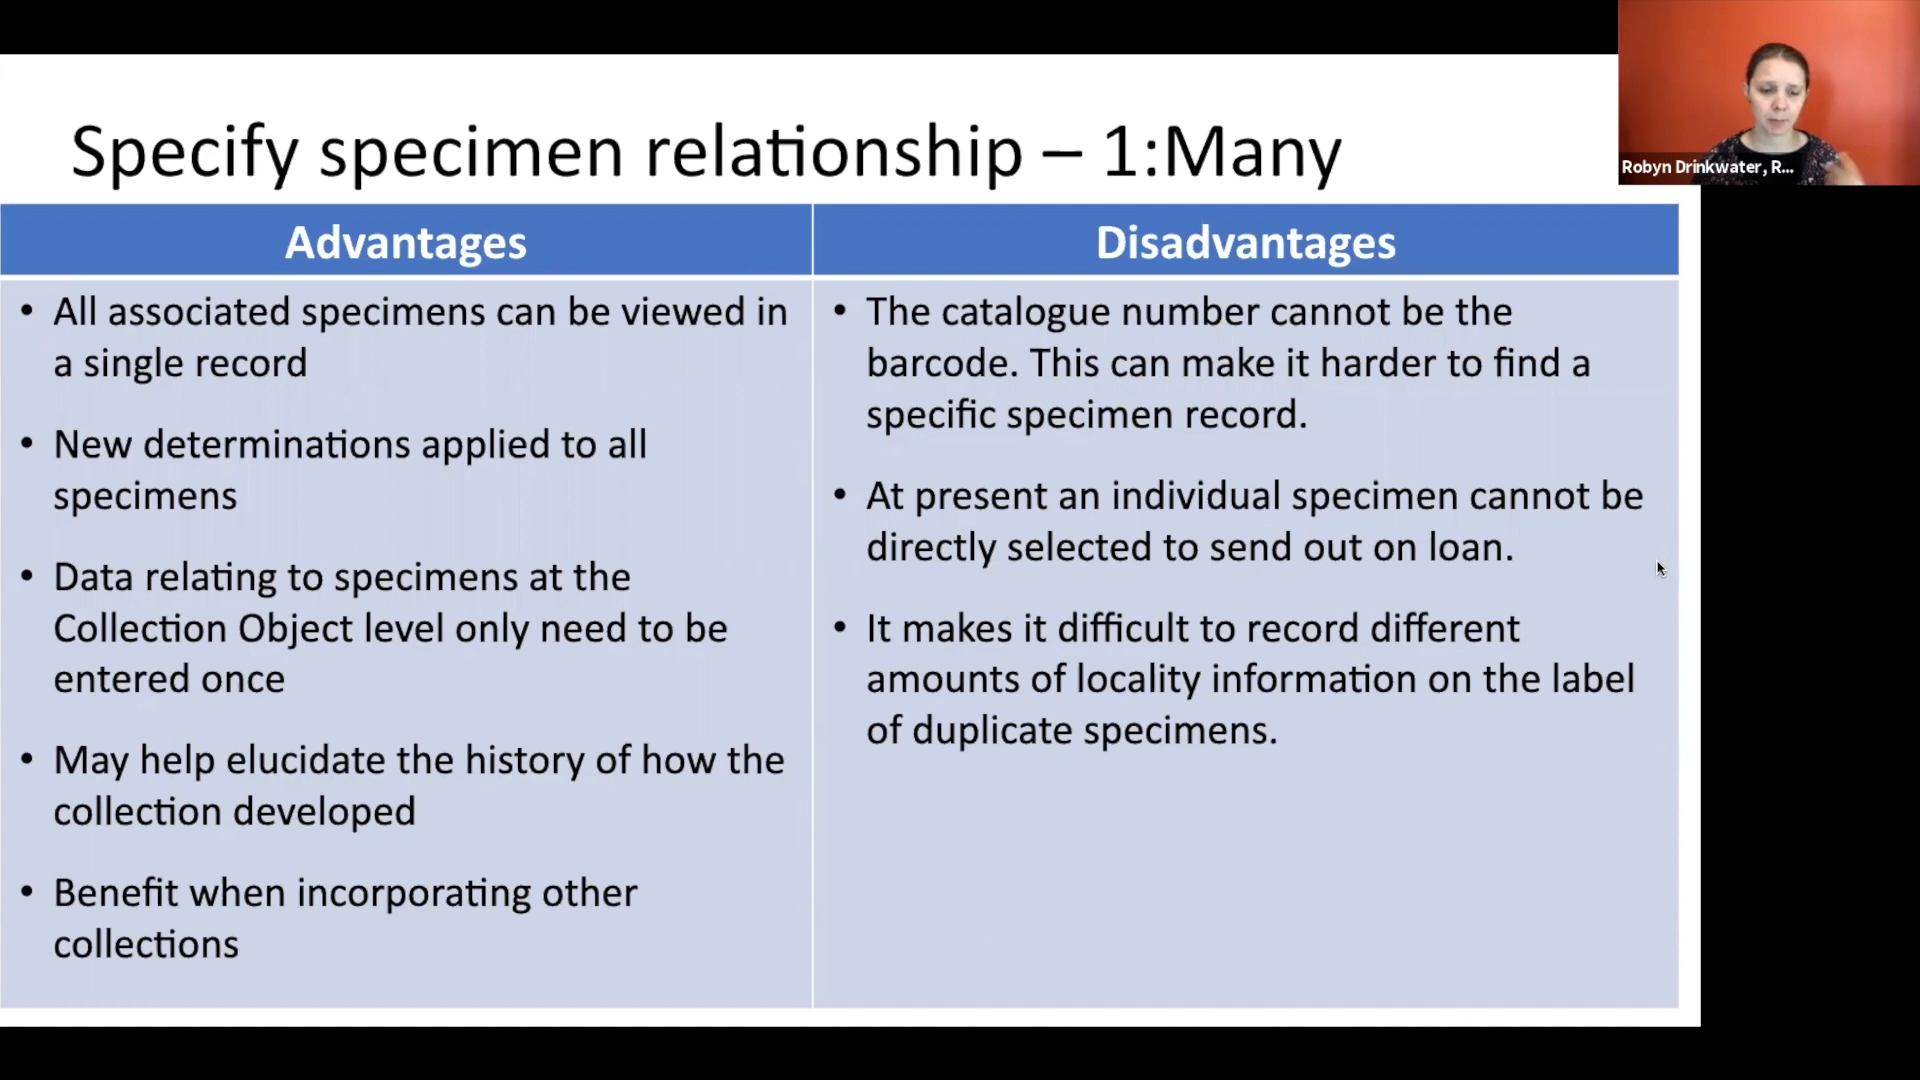 Specify specimen relationship – 1:Many
Robyn Drinkwater, R...
Advantages
• All associated specimens can be viewed in
a single record
• New determinations applied to all
specimens
• Data relating to specimens at the
Collection Object level only need to be
entered once
• May help elucidate the history of how the
collection developed
• Benefit when incorporating other
collections
Disadvantages
• The catalogue number cannot be the
barcode. This can make it harder to find a
specific specimen record.
• At present an individual specimen cannot be
directly selected to send out on loan.
• It makes it difficult to record different
amounts of locality information on the label
of duplicate specimens.